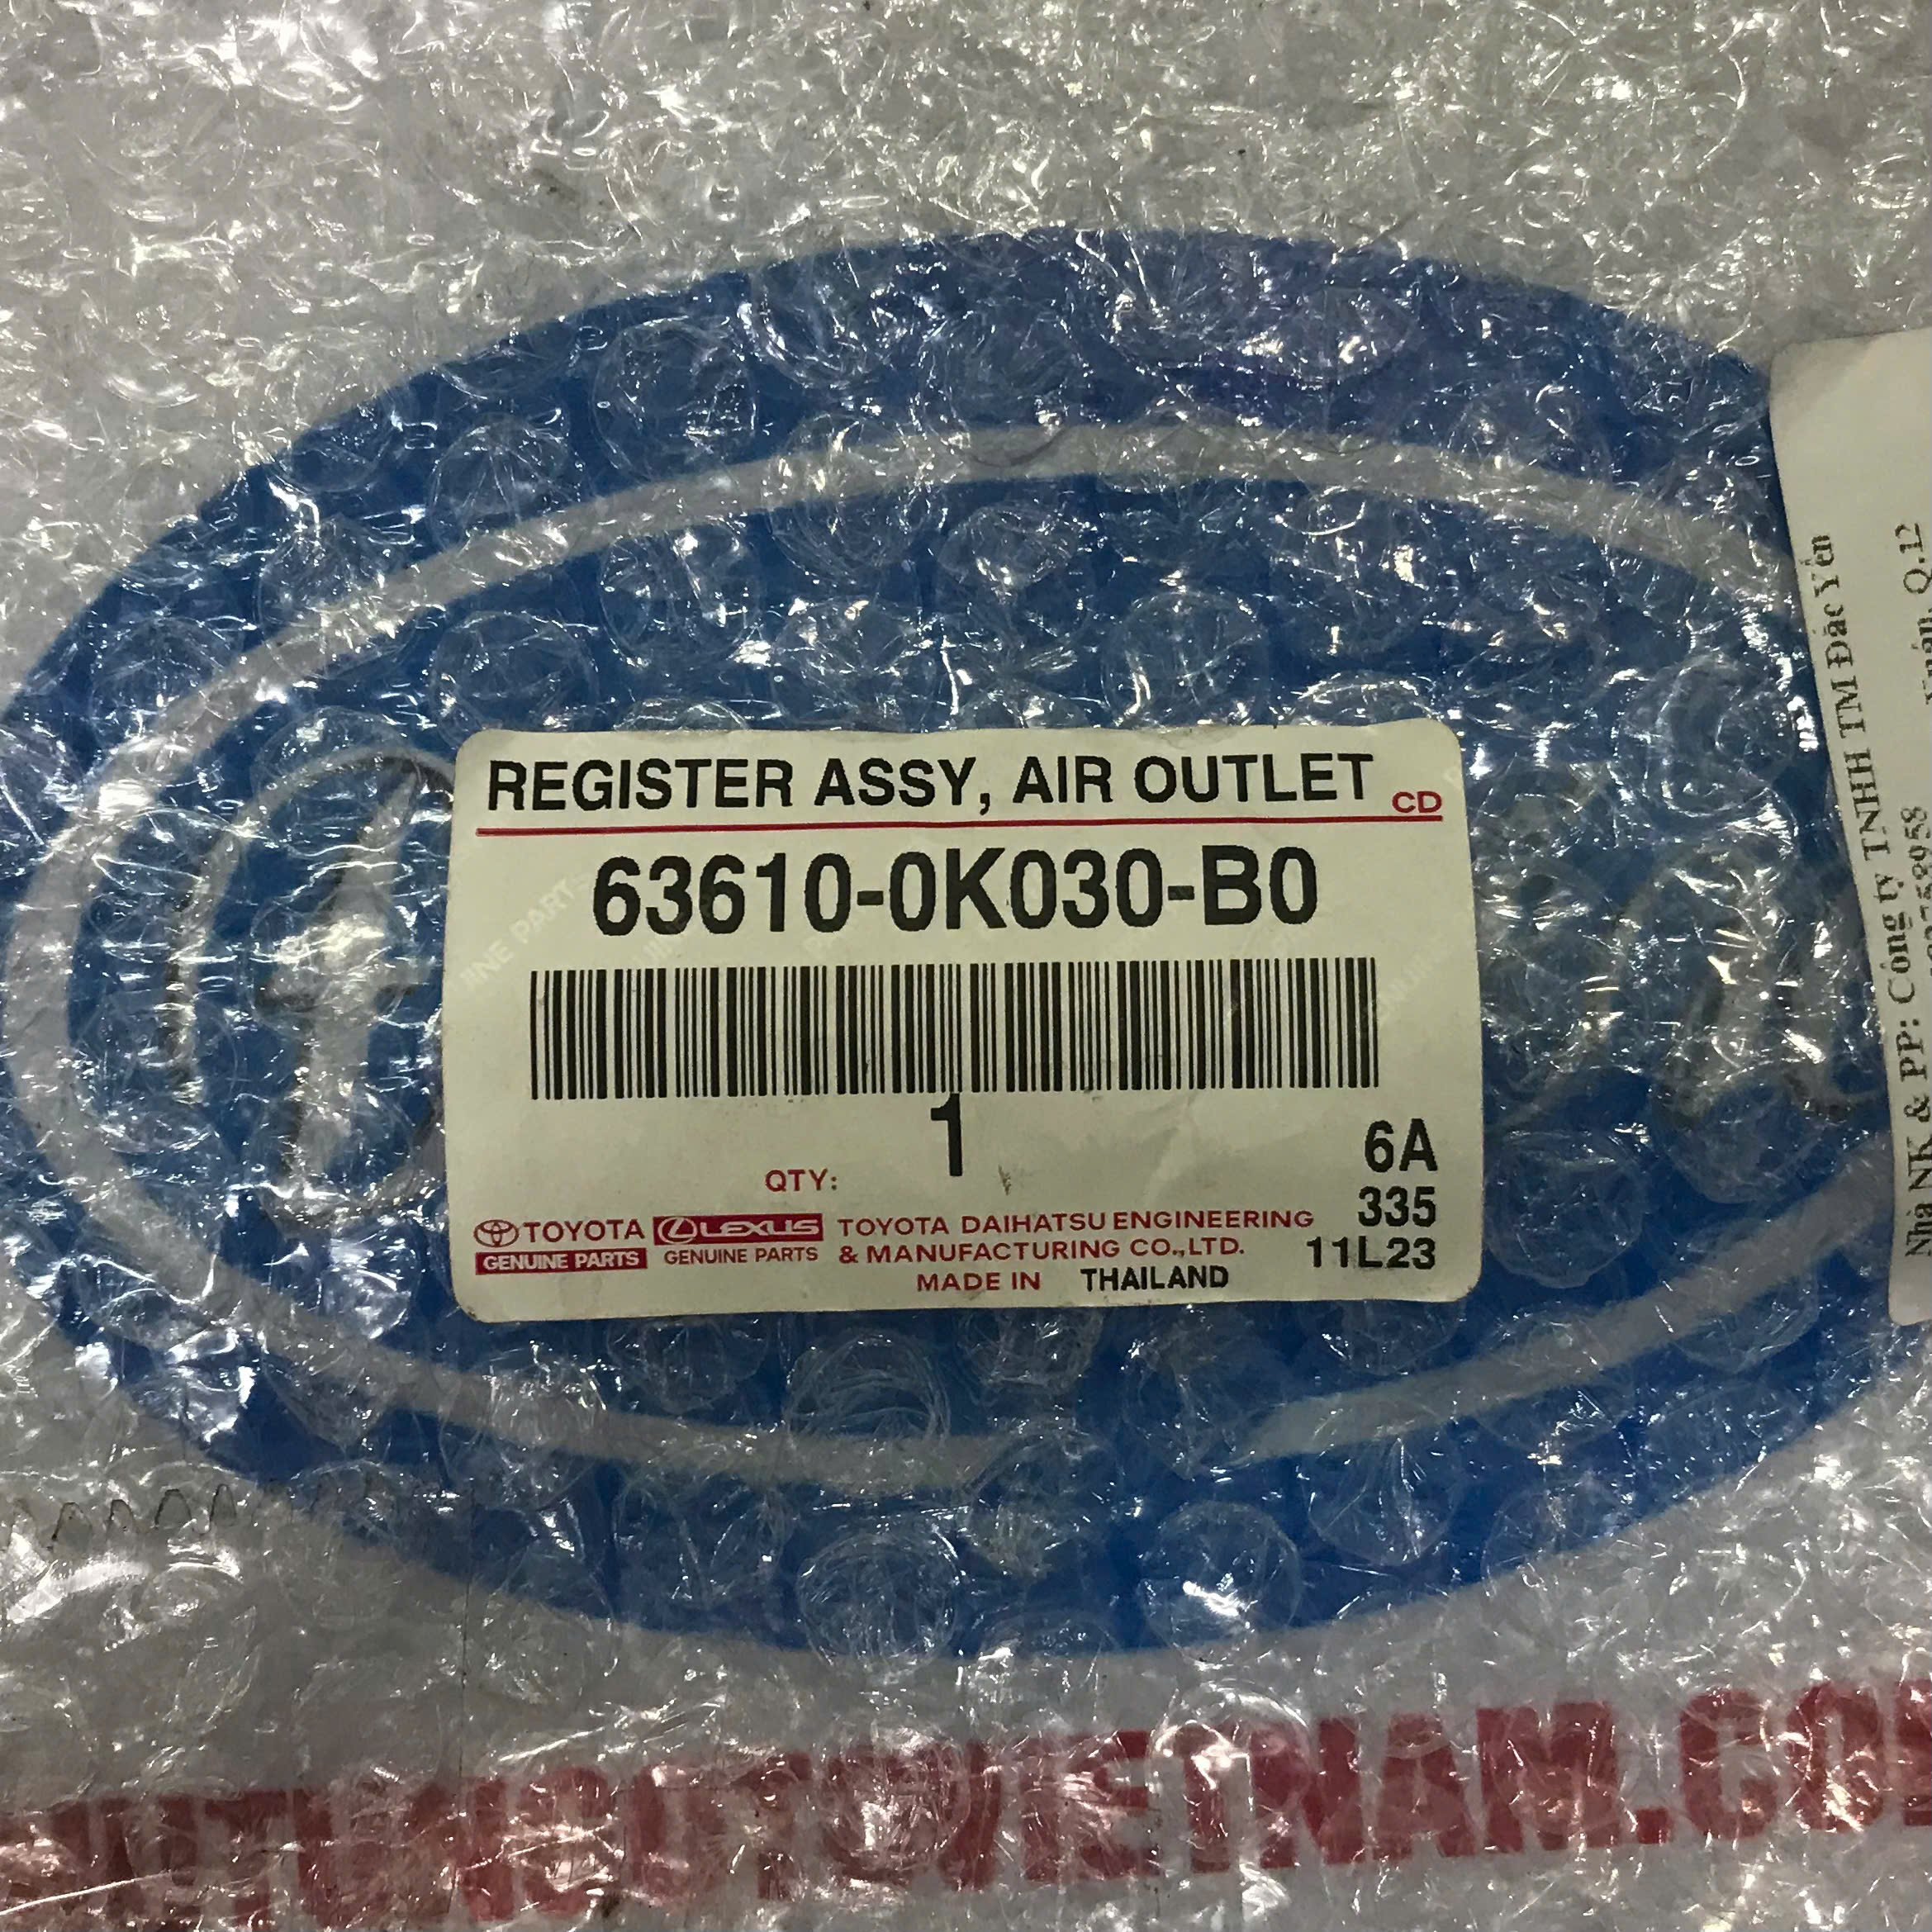 REGISTER ASSY, AIR OUTLET
CD
63610-0K030-B0
1
QTY:
6A
335
11L23
TOYOTA
GENUINE PARTS
LEXUS
GENUINE PARTS
TOYOTA DAIHATSU ENGINEERING
& MANUFACTURING CO.,LTD.
MADE IN THAILAND
Nhà NK & PP: Công ty TNHH TM Đắc Yến
Q.12